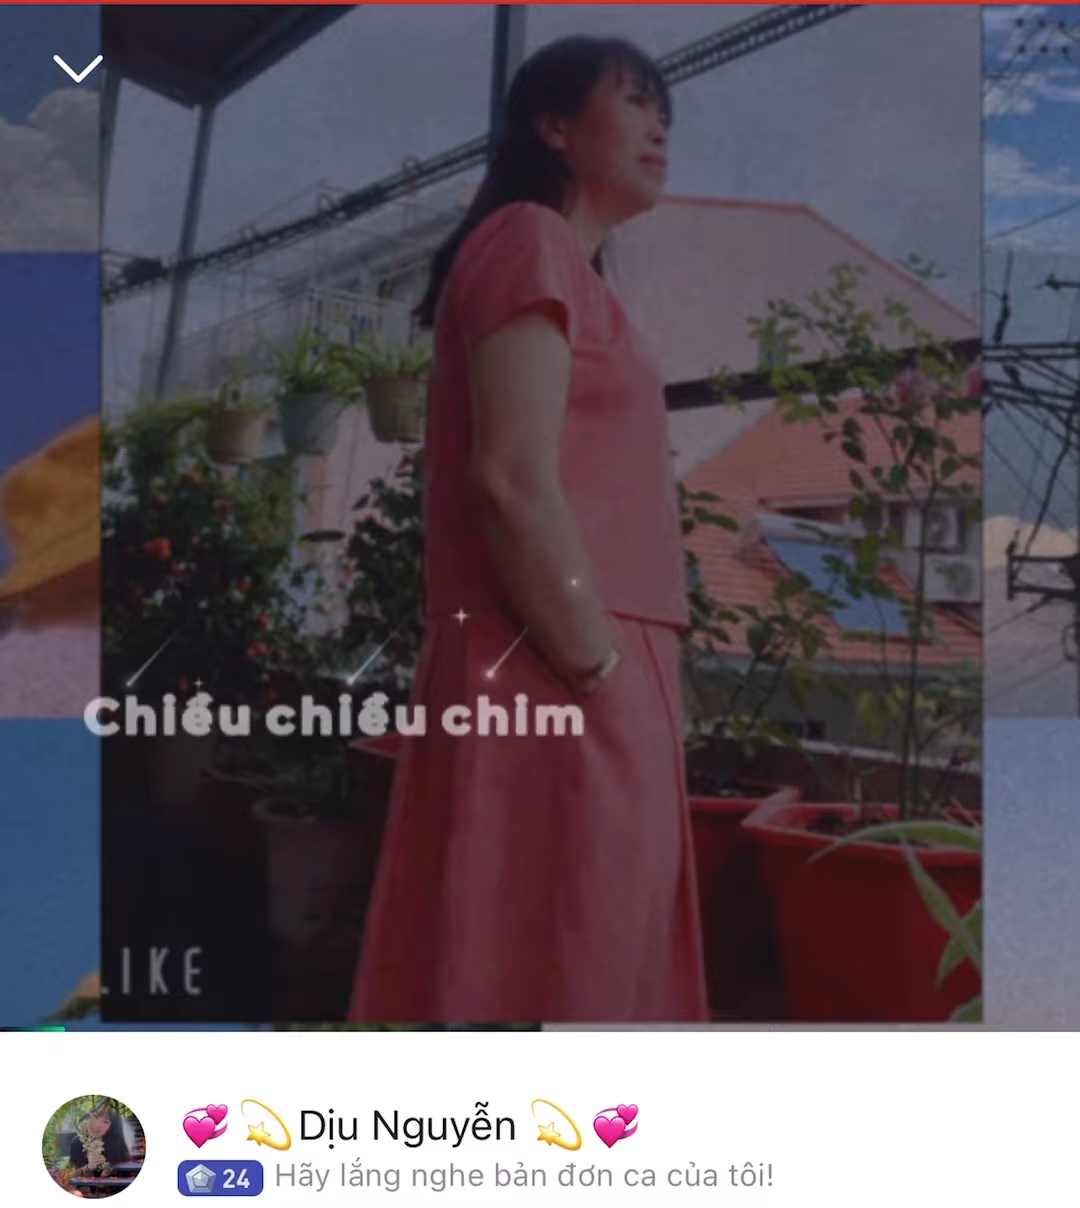 Chiều chiều chim
LIKE
💞 💫Dịu Nguyễn 💫 💞
24 Hãy lắng nghe bản đơn ca của tôi!